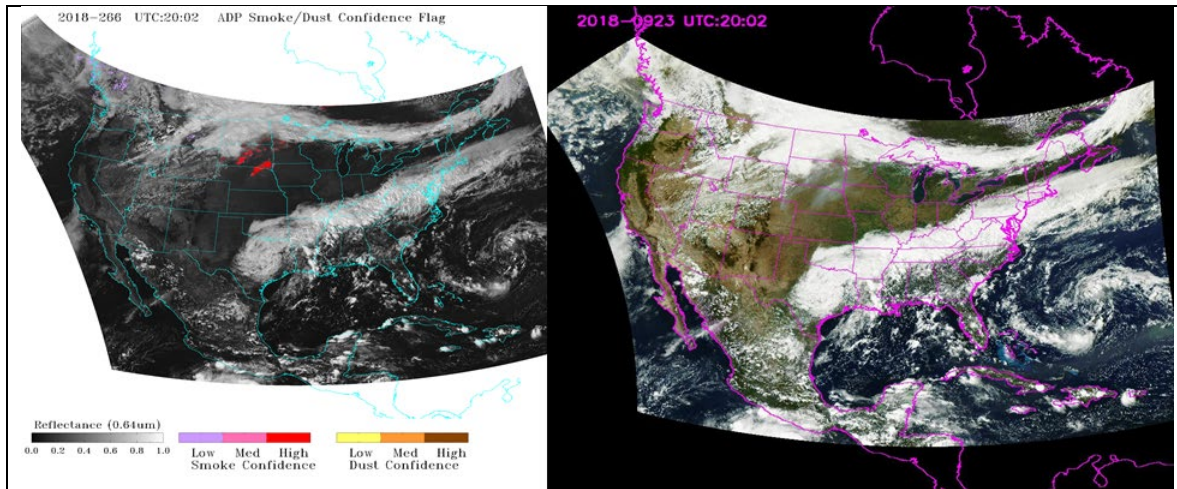 2018-266 UTC:20:02 ADP Smoke/Dust Confidence Flag
2018-0923 UTC:20:02
Reflectance (0.64um)
0.0 0.2 0.4 0.6 0.8 1.0
Low Med High
Smoke Confidence
Low Med High
Dust Confidence